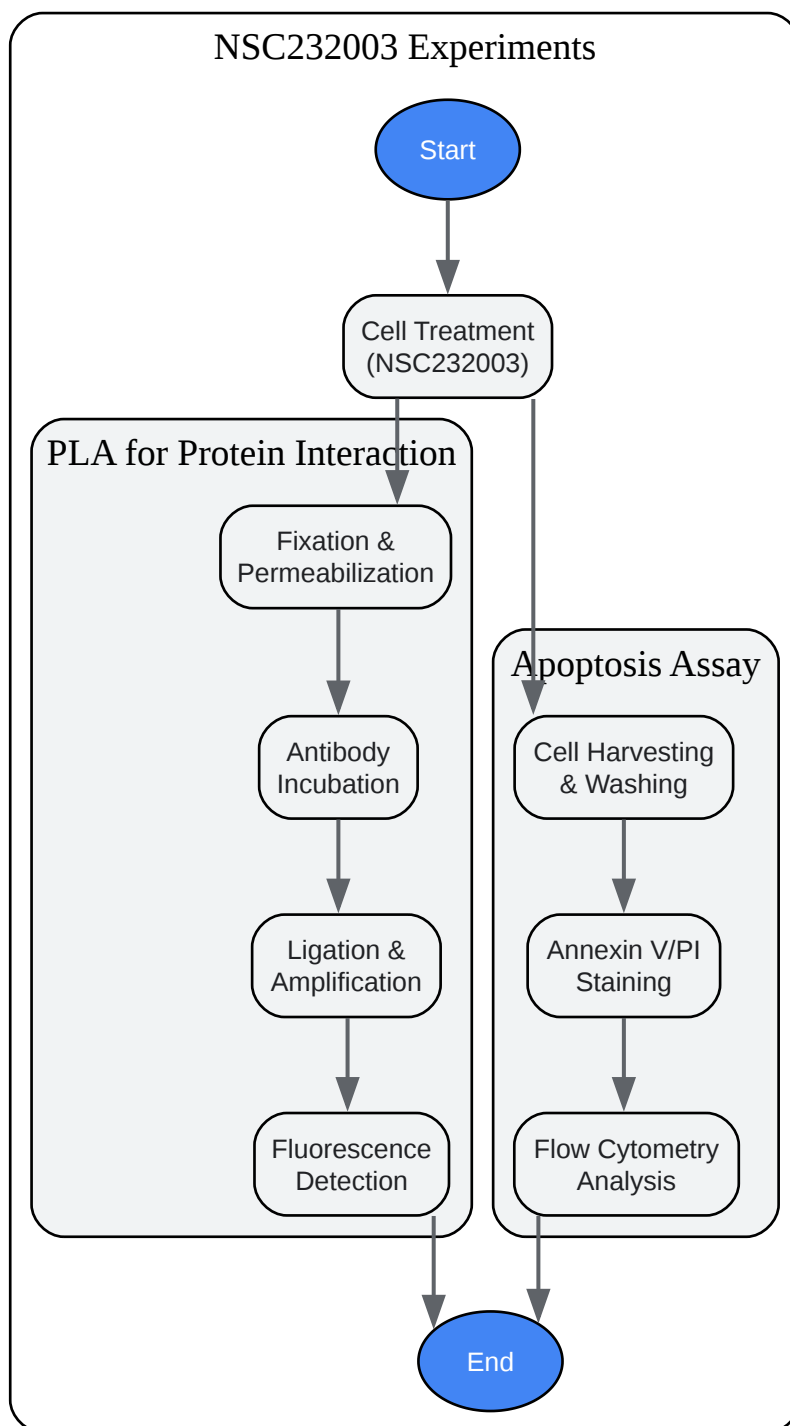 NSC232003 Experiments
Start
Cell Treatment
(NSC232003)
PLA for Protein Interaction
Fixation &
Permeabilization
Antibody
Incubation
Ligation &
Amplification
Fluorescence
Detection
Apoptosis Assay
Cell Harvesting
& Washing
Annexin V/PI
Staining
Flow Cytometry
Analysis
End